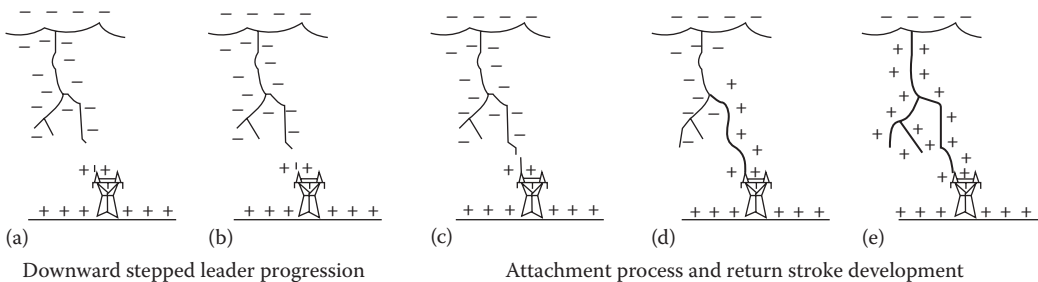 (a)
(b)
(c)
(d)
(e)
Downward stepped leader progression
Attachment process and return stroke development